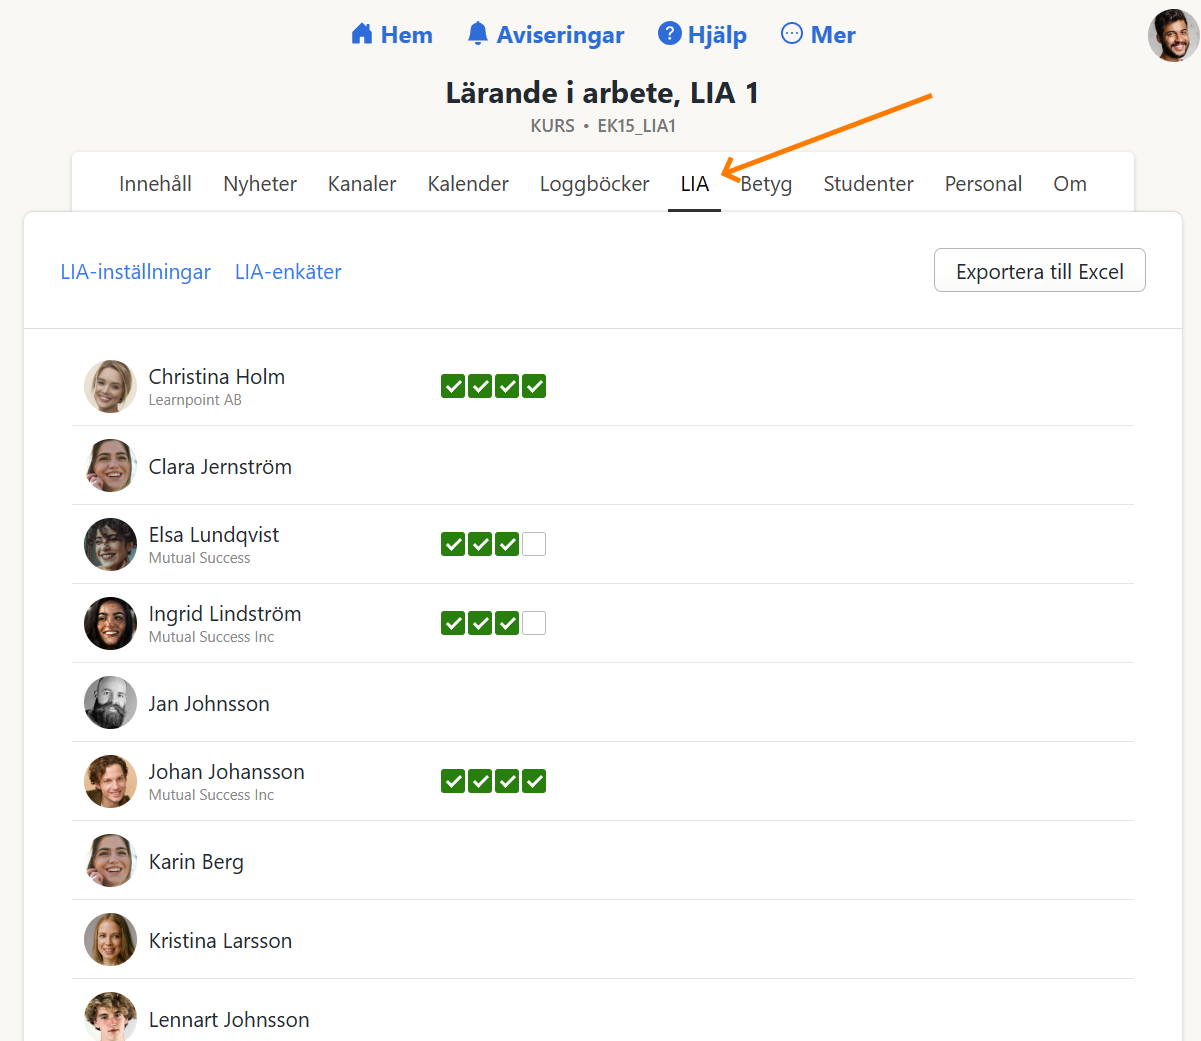 Hem Aviseringar Hjälp Mer
Lärande i arbete, LIA 1
KURS • EK15_LIA1
Innehåll Nyheter Kanaler Kalender Loggböcker LIA Betyg Studenter Personal Om
LIA-inställningar LIA-enkäter Exportera till Excel
Christina Holm
Learnpoint AB
Clara Jernström
Elsa Lundqvist
Mutual Success
Ingrid Lindström
Mutual Success Inc
Jan Johnsson
Johan Johansson
Mutual Success Inc
Karin Berg
Kristina Larsson
Lennart Johnsson